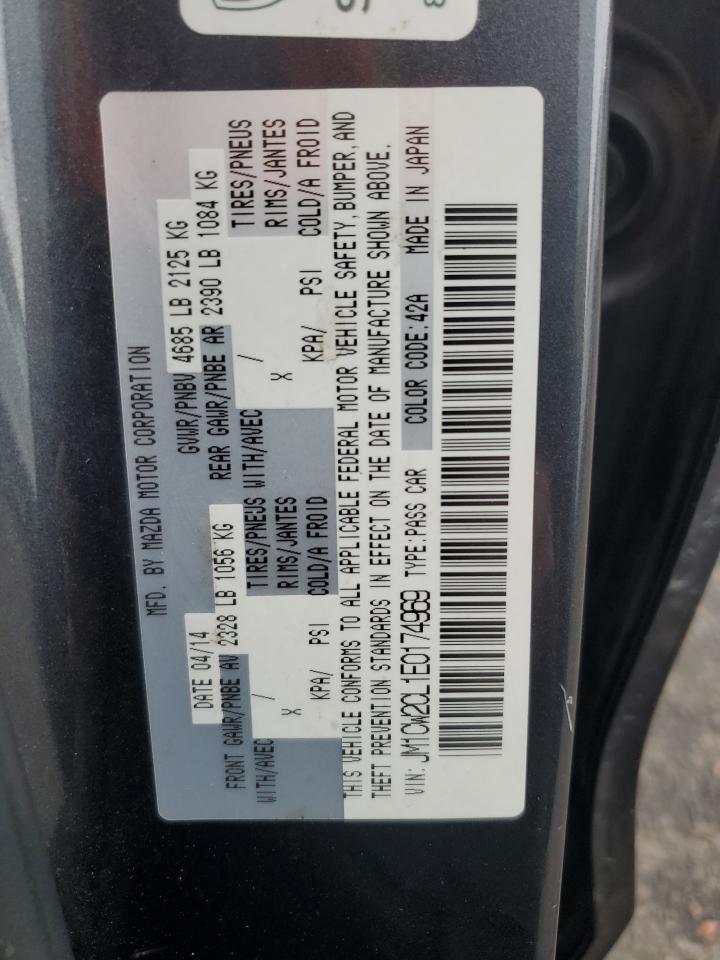 MFD. BY MAZDA MOTOR CORPORATION
DATE 04/14 GVWR/PNBV 4685 LB 2125 KG
FRONT GAWR/PNBE AV 2328 LB 1056 KG REAR GAWR/PNBE AR 2390 LB 1084 KG
WITH/AVEC / TIRES/PNEUS WITH/AVEC / TIRES/PNEUS
X RIMS/JANTES X RIMS/JANTES
KPA/ PSI COLD/A FROID KPA/ PSI COLD/A FROID
THIS VEHICLE CONFORMS TO ALL APPLICABLE FEDERAL MOTOR VEHICLE SAFETY, BUMPER, AND
THEFT PREVENTION STANDARDS IN EFFECT ON THE DATE OF MANUFACTURE SHOWN ABOVE.
VIN: JM1CW2CL1E0174969 TYPE:PASS CAR COLOR CODE:42A MADE IN JAPAN